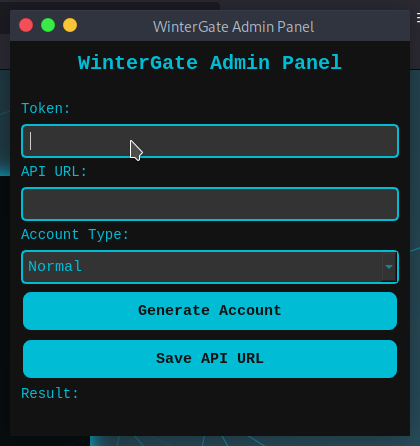 WinterGate Admin Panel
WinterGate Admin Panel
Token:
API URL:
Account Type:
Normal
Generate Account
Save API URL
Result: